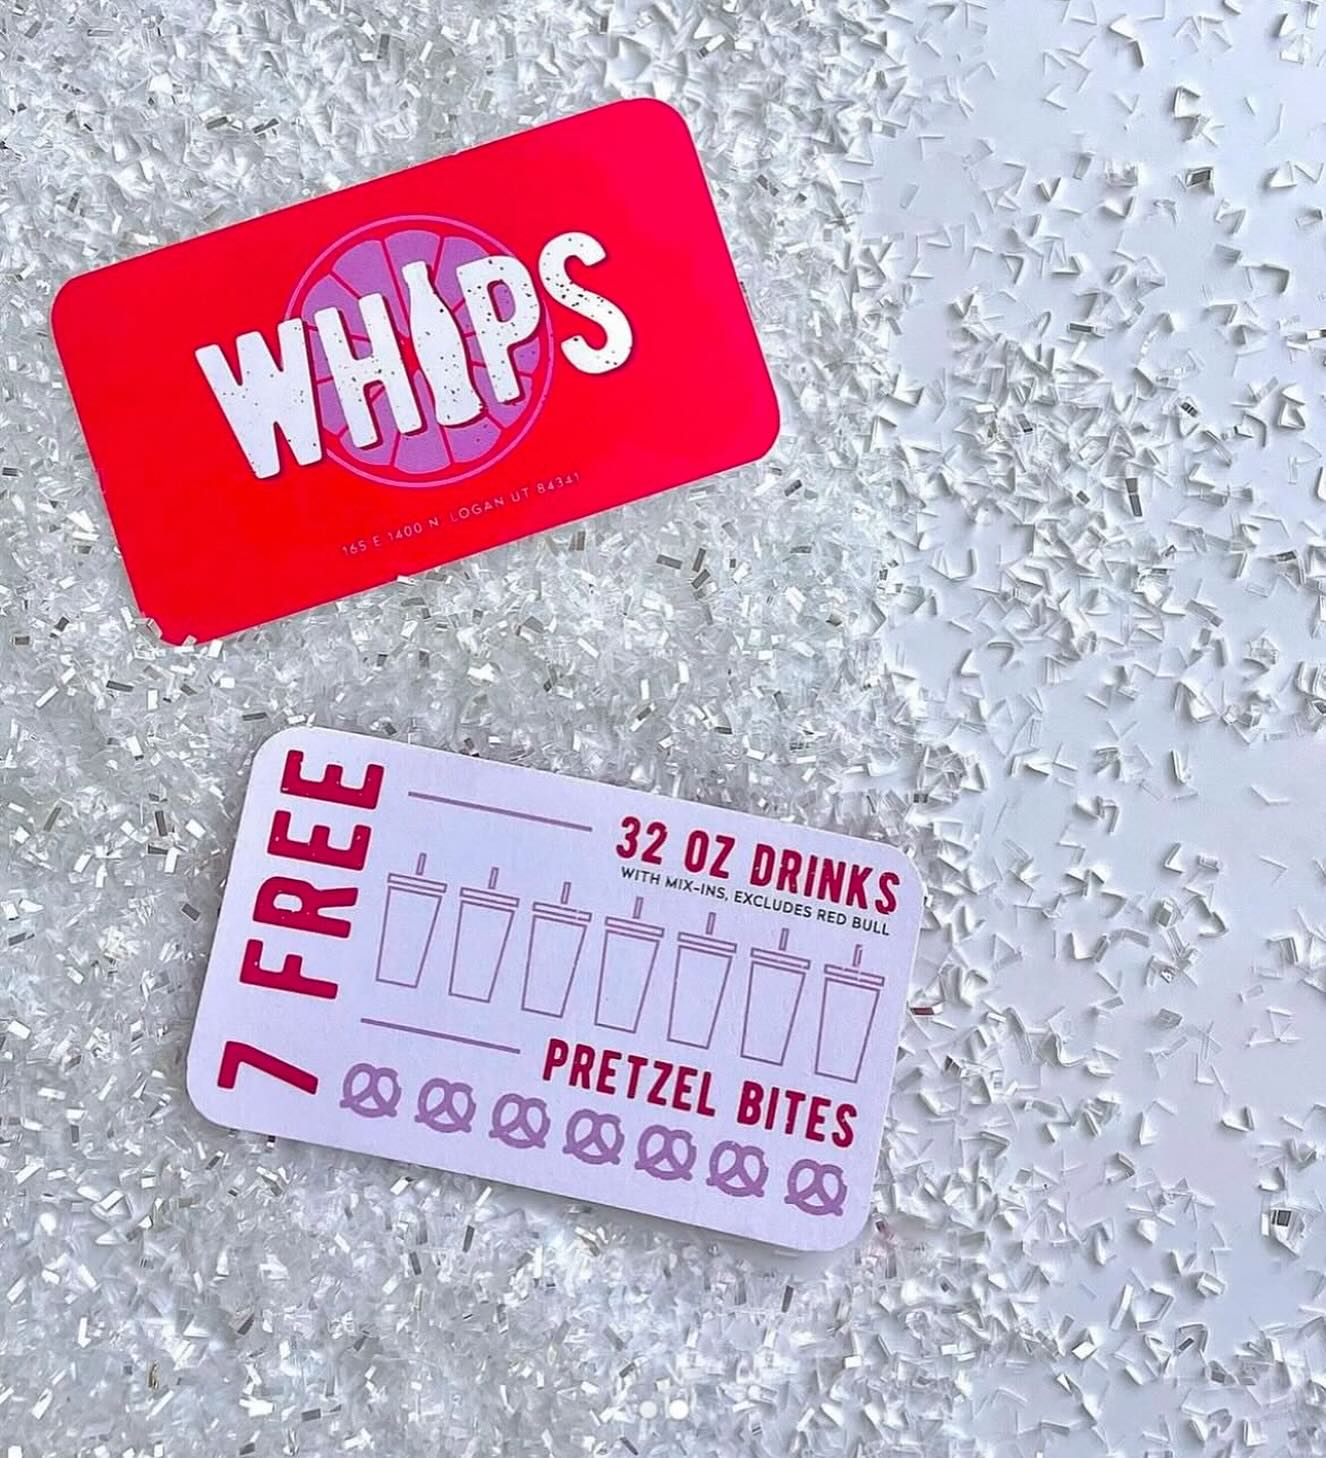 WHIPS
165 E 1400 N LOGAN UT 84341
7 FREE
32 OZ DRINKS
WITH MIX-INS, EXCLUDES RED BULL
PRETZEL BITES